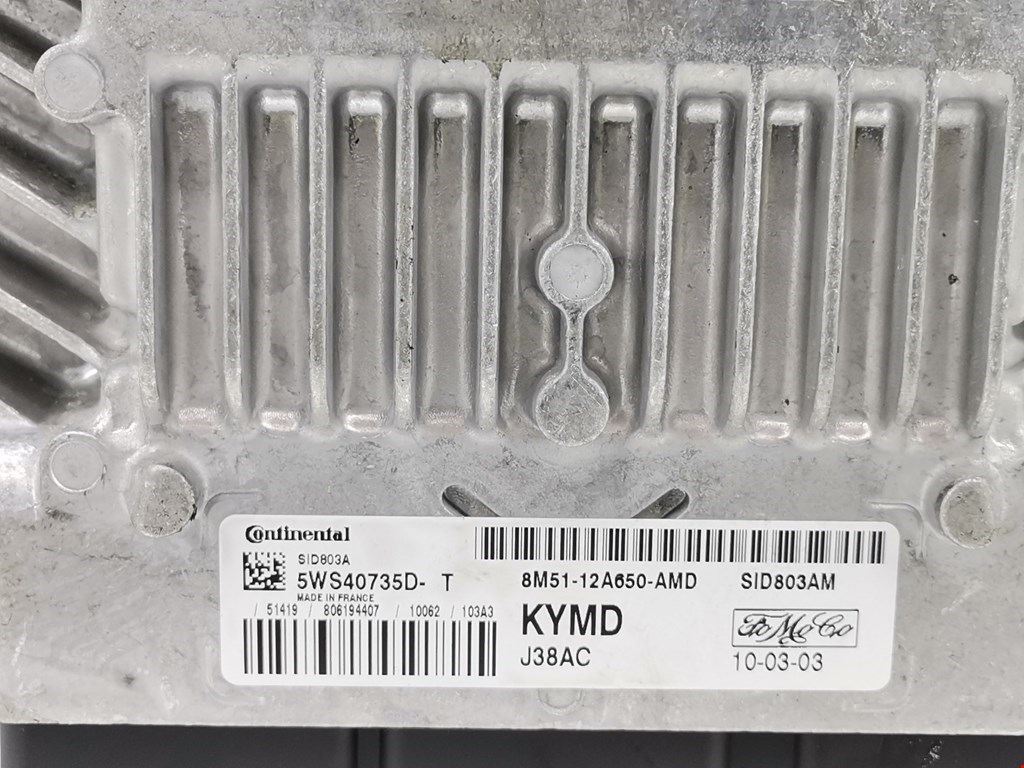 Continental
SID803A
5WS40735D- T
MADE IN FRANCE
/ 51419 / 806194407 / 10062 / 103A3
8M51-12A650-AMD SID803AM
KYMD
FoMoCo
J38AC
10-03-03